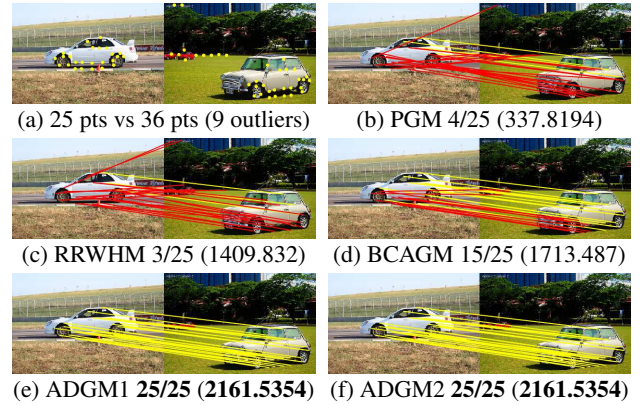 (a) 25 pts vs 36 pts (9 outliers)
(b) PGM 4/25 (337.8194)
(c) RRWHM 3/25 (1409.832)
(d) BCAGM 15/25 (1713.487)
(e) ADGM1 25/25 (2161.5354)
(f) ADGM2 25/25 (2161.5354)